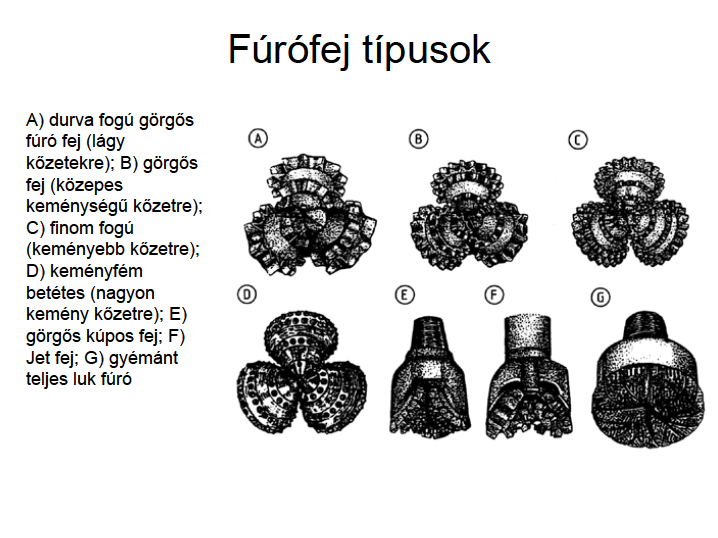 Fúrófej típusok
A) durva fogú görgős
fúró fej (lágy
kőzetekre); B) görgős
fej (közepes
keménységű kőzetre);
C) finom fogú
(keményebb kőzetre);
D) keményfém
betétes (nagyon
kemény kőzetre); E)
görgős kúpos fej; F)
Jet fej; G) gyémánt
teljes luk fúró
A B C
D E F G